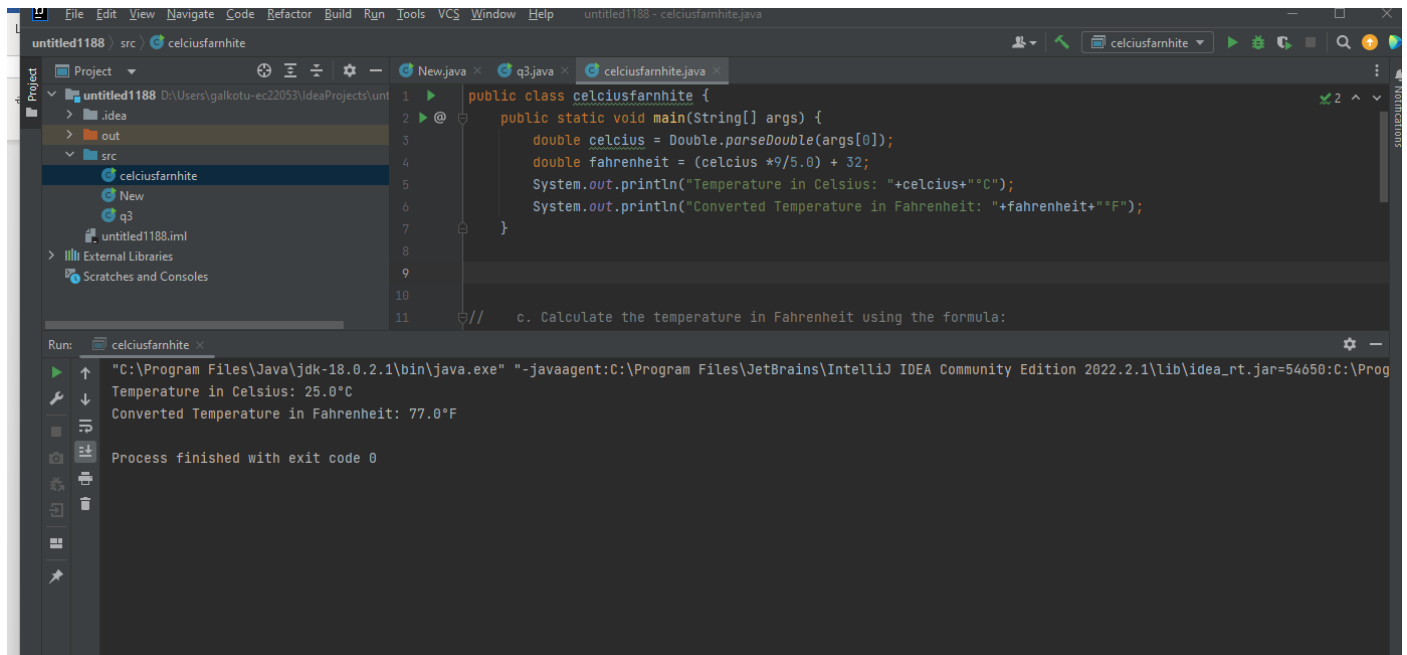 File Edit View Navigate Code Refactor Build Run Tools VCS Window Help untitled1188 - celciusfarnhite.java
untitled1188 src celciusfarnhite celciusfarnhite
Project
Project
New.java q3.java celciusfarnhite.java
untitled1188 D:\Users\galkotu-ec22053\IdeaProjects\unt
.idea
out
src
celciusfarnhite
New
q3
untitled1188.iml
External Libraries
Scratches and Consoles
1 public class celciusfarnhite {
2 @ public static void main(String[] args) {
3 double celcius = Double.parseDouble(args[0]);
4 double fahrenheit = (celcius *9/5.0) + 32;
5 System.out.println("Temperature in Celsius: "+celcius+"°C");
6 System.out.println("Converted Temperature in Fahrenheit: "+fahrenheit+"°F");
7 }
8
9
10
11 // c. Calculate the temperature in Fahrenheit using the formula:
2
Notifications
Run: celciusfarnhite
"C:\Program Files\Java\jdk-18.0.2.1\bin\java.exe" "-javaagent:C:\Program Files\JetBrains\IntelliJ IDEA Community Edition 2022.2.1\lib\idea_rt.jar=54650:C:\Prog
Temperature in Celsius: 25.0°C
Converted Temperature in Fahrenheit: 77.0°F
Process finished with exit code 0